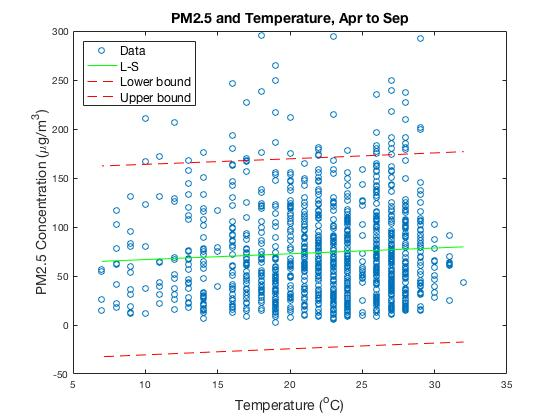 PM2.5 and Temperature, Apr to Sep
300
250
200
150
100
50
0
-50
PM2.5 Concentration (μg/m³)
Data
L-S
Lower bound
Upper bound
5 10 15 20 25 30 35
Temperature (°C)